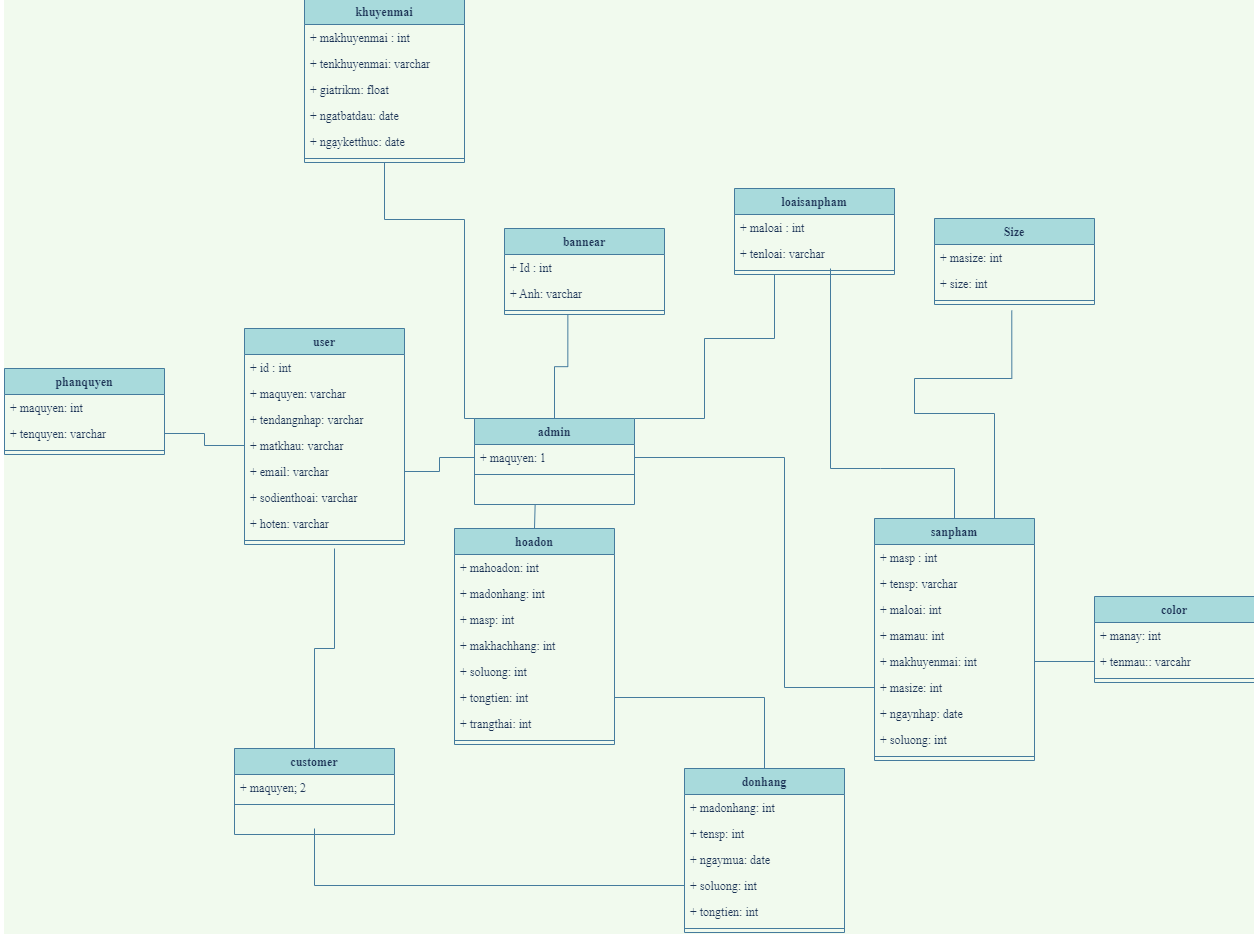 khuyenmai
+ makhuyenmai : int
+ tenkhuyenmai: varchar
+ giatrikm: float
+ ngatbatdau: date
+ ngayketthuc: date
bannear
+ Id : int
+ Anh: varchar
loaisanpham
+ maloai : int
+ tenloai: varchar
Size
+ masize: int
+ size: int
phanquyen
+ maquyen: int
+ tenquyen: varchar
user
+ id : int
+ maquyen: varchar
+ tendangnhap: varchar
+ matkhau: varchar
+ email: varchar
+ sodienthoai: varchar
+ hoten: varchar
admin
+ maquyen: 1
hoadon
+ mahoadon: int
+ madonhang: int
+ masp: int
+ makhachhang: int
+ soluong: int
+ tongtien: int
+ trangthai: int
sanpham
+ masp : int
+ tensp: varchar
+ maloai: int
+ mamau: int
+ makhuyenmai: int
+ masize: int
+ ngaynhap: date
+ soluong: int
color
+ manay: int
+ tenmau:: varcahr
customer
+ maquyen; 2
donhang
+ madonhang: int
+ tensp: int
+ ngaymua: date
+ soluong: int
+ tongtien: int